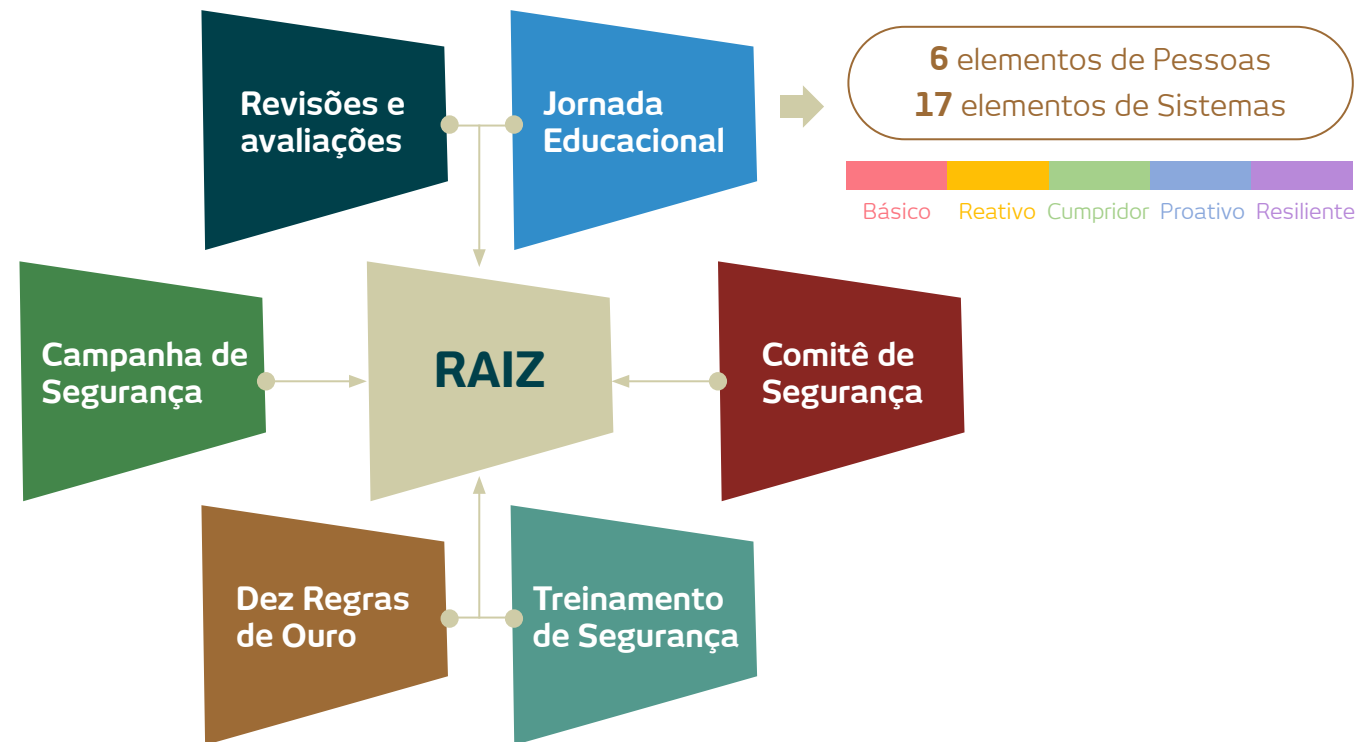 Revisões e
avaliações
Jornada
Educacional
6 elementos de Pessoas
17 elementos de Sistemas
Básico Reativo Cumpridor Proativo Resiliente
Campanha de
Segurança
RAIZ
Comitê de
Segurança
Dez Regras
de Ouro
Treinamento
de Segurança